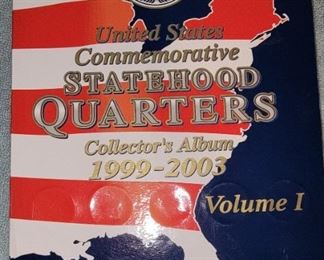 United States
Commemorative
STATEHOOD
QUARTERS
Collector's Album
1999-2003
Volume I